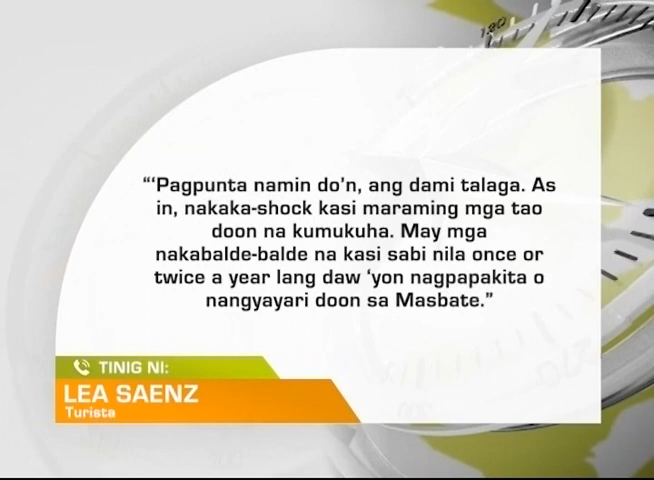 “‘Pagpunta namin do’n, ang dami talaga. As
in, nakaka-shock kasi maraming mga tao
doon na kumukuha. May mga
nakabalde-balde na kasi sabi nila once or
twice a year lang daw ‘yon nagpapakita o
nangyayari doon sa Masbate.”
TINIG NI:
LEA SAENZ
Turista